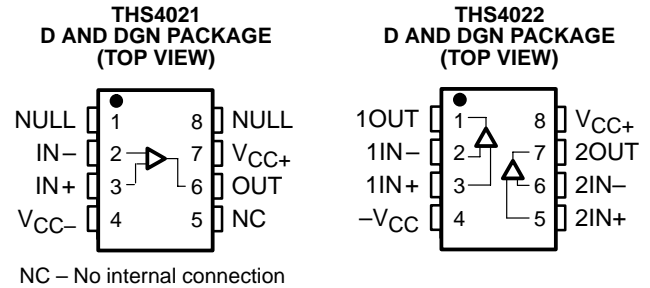 THS4021
D AND DGN PACKAGE
(TOP VIEW)
NULL 1 8 NULL
IN– 2 7 VCC+
IN+ 3 6 OUT
VCC– 4 5 NC
NC – No internal connection
THS4022
D AND DGN PACKAGE
(TOP VIEW)
1OUT 1 8 VCC+
1IN– 2 7 2OUT
1IN+ 3 6 2IN–
–VCC 4 5 2IN+